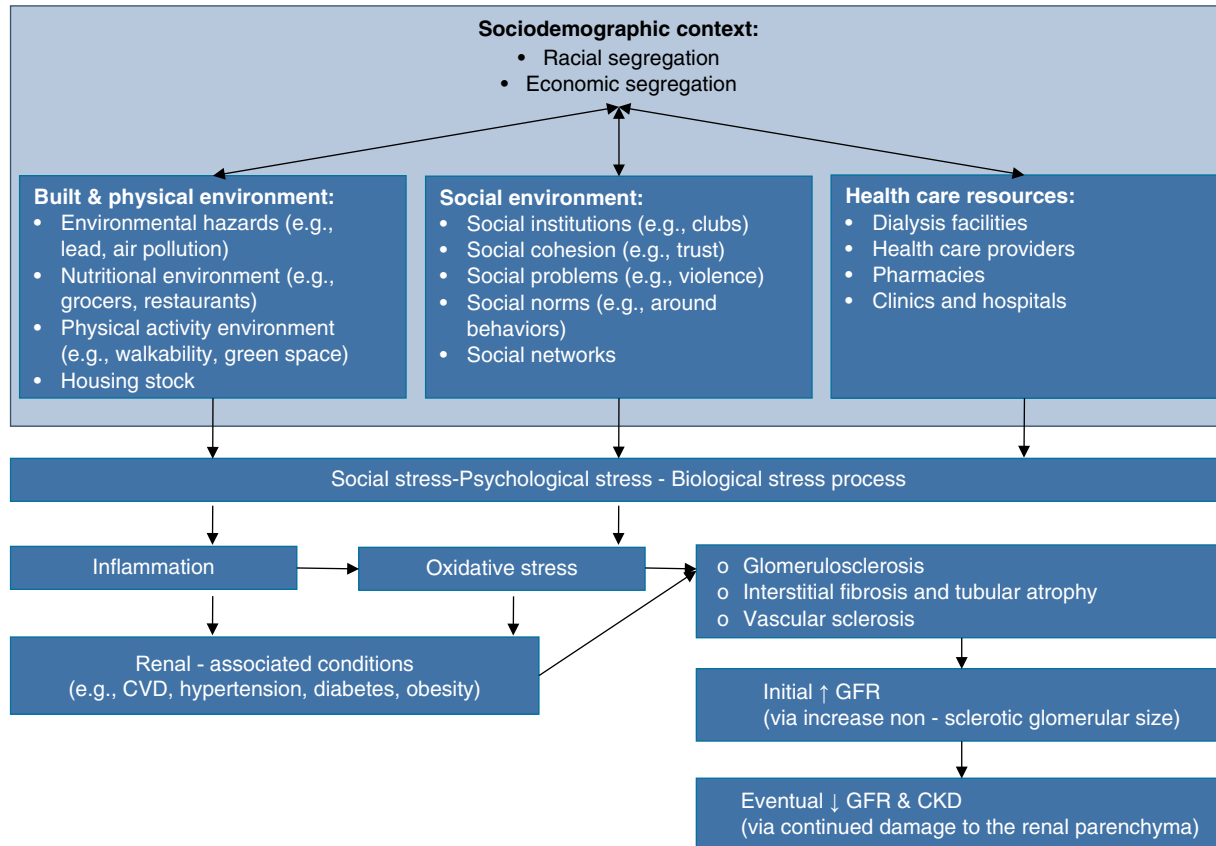 Sociodemographic context:
• Racial segregation
• Economic segregation
Built & physical environment:
• Environmental hazards (e.g.,
lead, air pollution)
• Nutritional environment (e.g.,
grocers, restaurants)
• Physical activity environment
(e.g., walkability, green space)
• Housing stock
Social environment:
• Social institutions (e.g., clubs)
• Social cohesion (e.g., trust)
• Social problems (e.g., violence)
• Social norms (e.g., around
behaviors)
• Social networks
Health care resources:
• Dialysis facilities
• Health care providers
• Pharmacies
• Clinics and hospitals
Social stress-Psychological stress - Biological stress process
Inflammation
Oxidative stress
o Glomerulosclerosis
o Interstitial fibrosis and tubular atrophy
o Vascular sclerosis
Renal - associated conditions
(e.g., CVD, hypertension, diabetes, obesity)
Initial ↑ GFR
(via increase non - sclerotic glomerular size)
Eventual ↓ GFR & CKD
(via continued damage to the renal parenchyma)